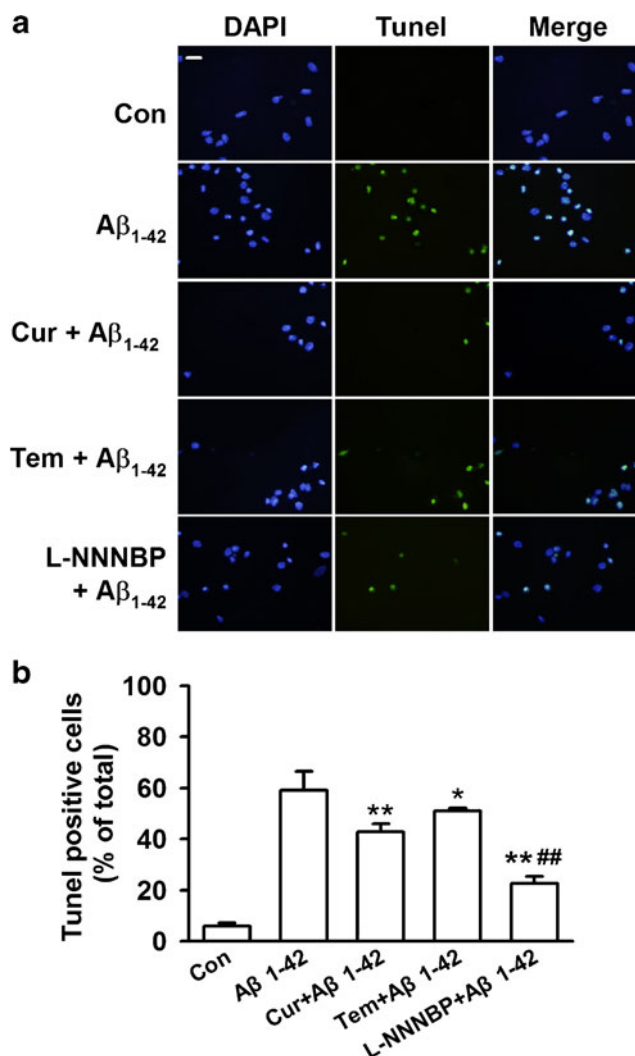 a
DAPI Tunel Merge
Con
Aβ1-42
Cur + Aβ1-42
Tem + Aβ1-42
L-NNNBP
+ Aβ1-42
b
Tunel positive cells
(% of total)
100
80
60
40
20
0
** * ** ##
Con Aβ 1-42 Cur+Aβ 1-42 Tem+Aβ 1-42 L-NNNBP+Aβ 1-42